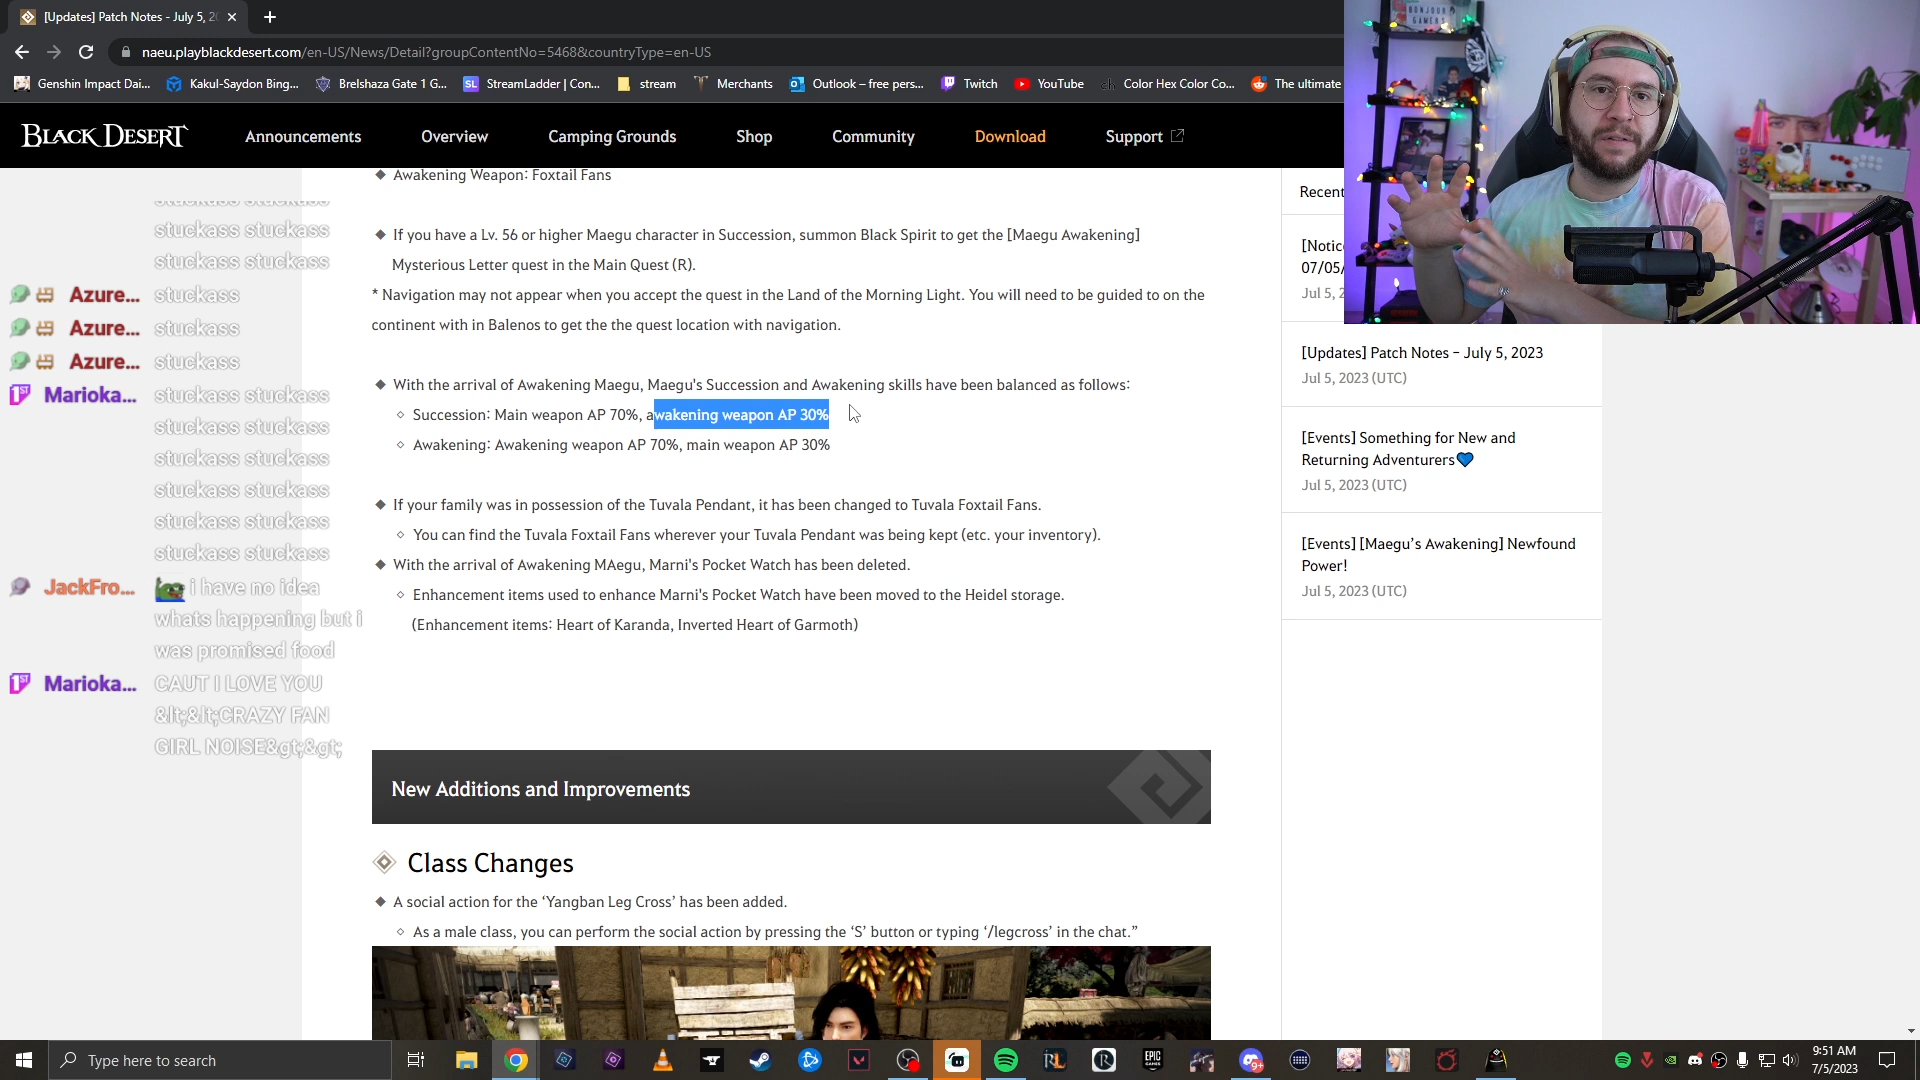 [Updates] Patch Notes - July 5, 2
naeu.playblackdesert.com/en-US/News/Detail?groupContentNo=5468&countryType=en-US
Genshin Impact Dai...
Kakul-Saydon Bing...
Brelshaza Gate 1 G...
StreamLadder | Con...
stream
Merchants
Outlook – free pers...
Twitch
YouTube
Color Hex Color Co...
The ultimate
BONJOUR
GAMERS
BLACK DESERT
Announcements
Overview
Camping Grounds
Shop
Community
Download
Support
◆ Awakening Weapon: Foxtail Fans
◆ If you have a Lv. 56 or higher Maegu character in Succession, summon Black Spirit to get the [Maegu Awakening]
Mysterious Letter quest in the Main Quest (R).
* Navigation may not appear when you accept the quest in the Land of the Morning Light. You will need to be guided to on the
continent with in Balenos to get the the quest location with navigation.
◆ With the arrival of Awakening Maegu, Maegu's Succession and Awakening skills have been balanced as follows:
◇ Succession: Main weapon AP 70%, awakening weapon AP 30%
◇ Awakening: Awakening weapon AP 70%, main weapon AP 30%
◆ If your family was in possession of the Tuvala Pendant, it has been changed to Tuvala Foxtail Fans.
◇ You can find the Tuvala Foxtail Fans wherever your Tuvala Pendant was being kept (etc. your inventory).
◆ With the arrival of Awakening MAegu, Marni's Pocket Watch has been deleted.
◇ Enhancement items used to enhance Marni's Pocket Watch have been moved to the Heidel storage.
(Enhancement items: Heart of Karanda, Inverted Heart of Garmoth)
New Additions and Improvements
Class Changes
◆ A social action for the ‘Yangban Leg Cross’ has been added.
◇ As a male class, you can perform the social action by pressing the ‘S’ button or typing ‘/legcross’ in the chat.”
stuckass stuckass
stuckass stuckass
stuckass stuckass
Azure... stuckass
Azure... stuckass
Azure... stuckass
Marioka... stuckass stuckass
stuckass stuckass
stuckass stuckass
stuckass stuckass
stuckass stuckass
stuckass stuckass
JackFro... i have no idea
whats happening but i
was promised food
Marioka... CAUT I LOVE YOU
&lt;&lt;CRAZY FAN
GIRL NOISE&gt;&gt;
Recent
[Notic
07/05/
Jul 5, 2
[Updates] Patch Notes – July 5, 2023
Jul 5, 2023 (UTC)
[Events] Something for New and
Returning Adventurers💙
Jul 5, 2023 (UTC)
[Events] [Maegu’s Awakening] Newfound
Power!
Jul 5, 2023 (UTC)
Type here to search
9:51 AM
7/5/2023